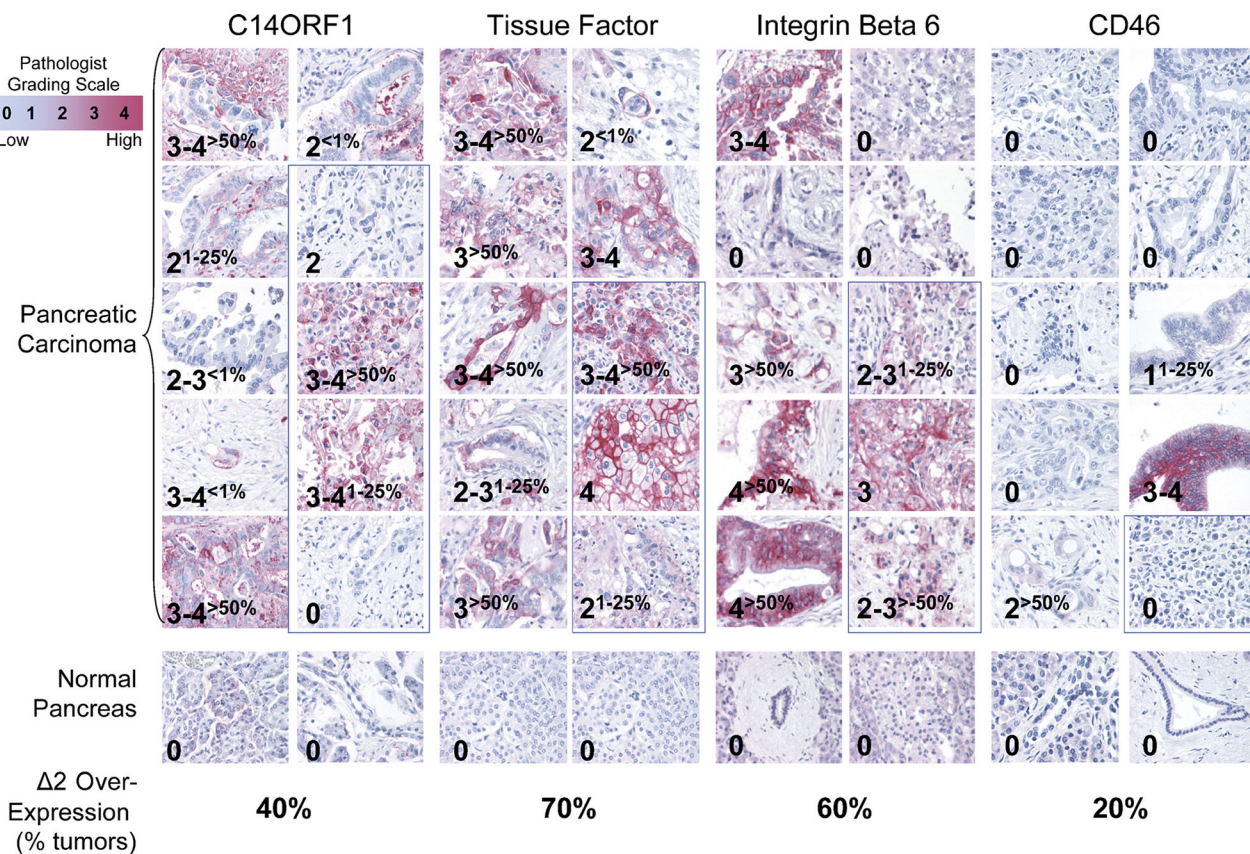 C14ORF1 Tissue Factor Integrin Beta 6 CD46
Pathologist
Grading Scale
0 1 2 3 4
Low High
3-4>50% 2<1% 3-4>50% 2<1% 3-4 0 0 0
21-25% 2 3>50% 3-4 0 0 0 0
Pancreatic
Carcinoma
2-3<1% 3-4>50% 3-4>50% 3-4>50% 3>50% 2-31-25% 0 11-25%
3-4<1% 3-41-25% 2-31-25% 4 4>50% 3 0 3-4
3-4>50% 0 3>50% 21-25% 4>50% 2-3>-50% 2>50% 0
Normal
Pancreas
0 0 0 0 0 0 0 0
Δ2 Over-
Expression
(% tumors)
40% 70% 60% 20%